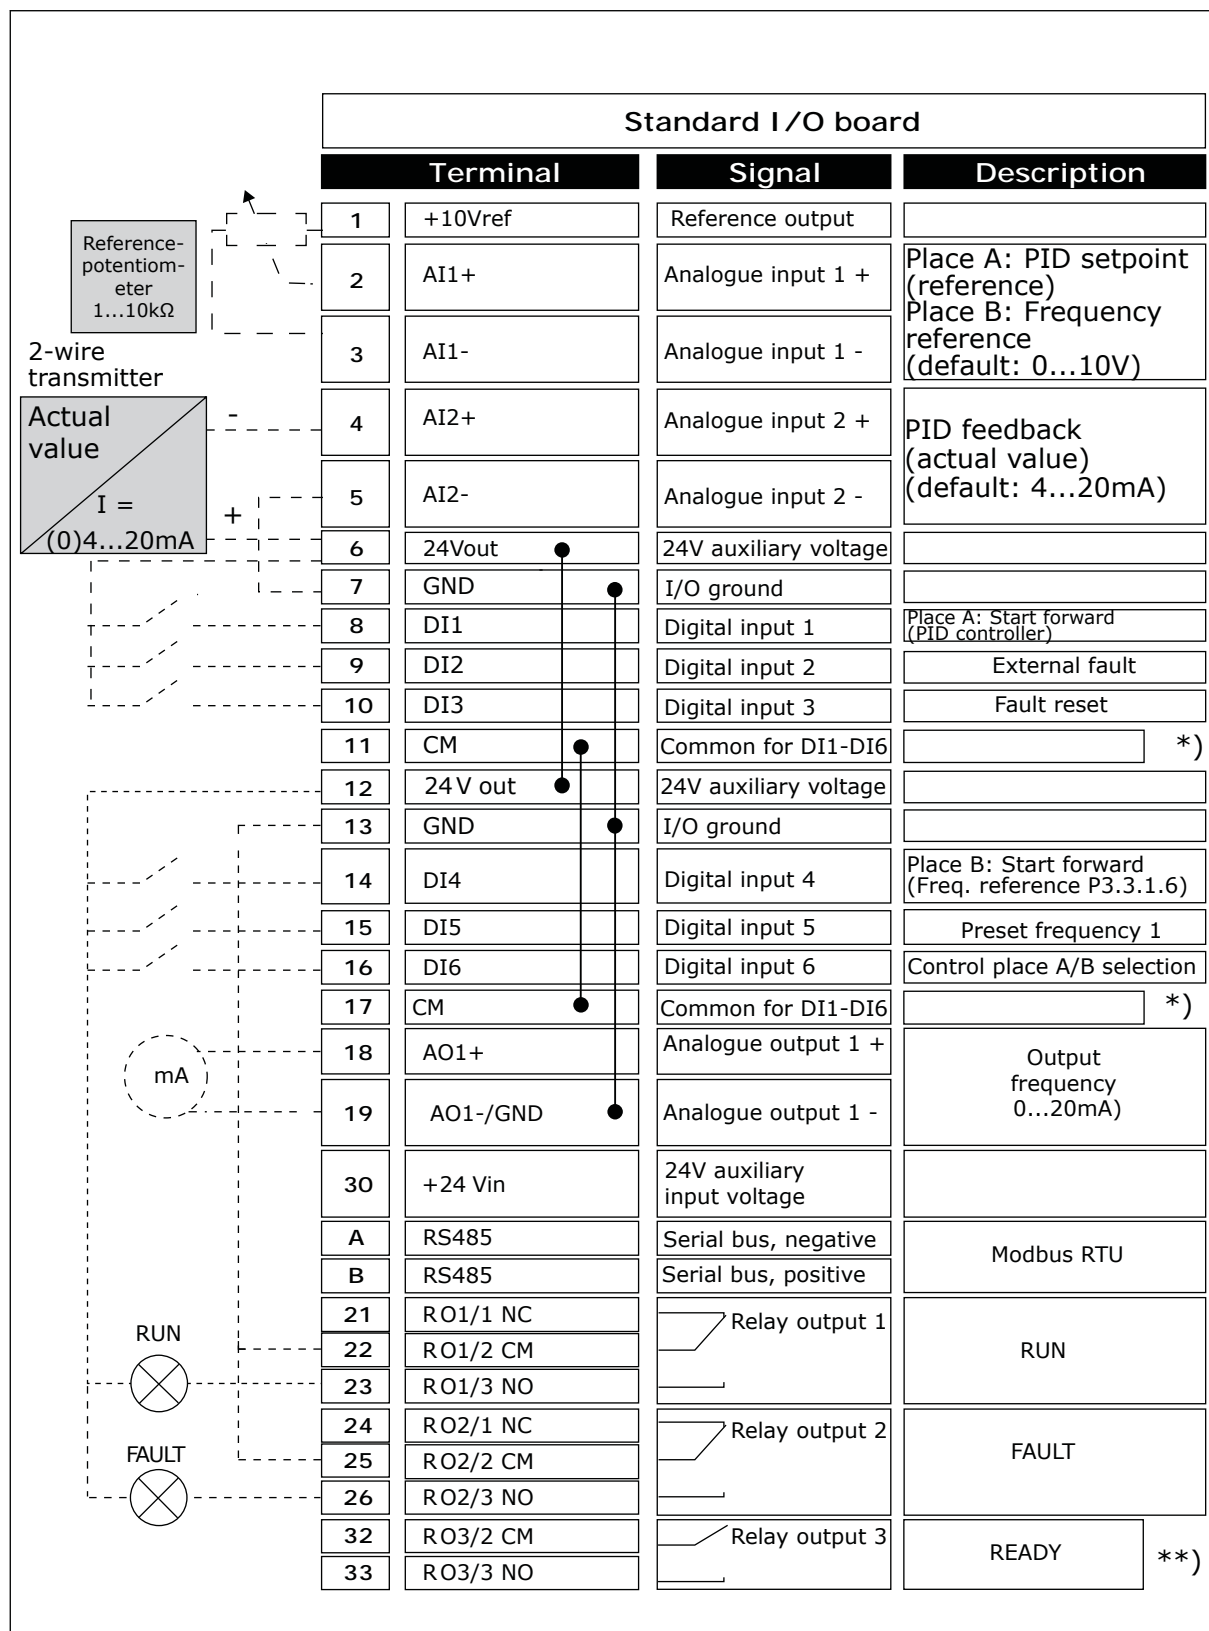 Standard I/O board
Terminal
Signal
Description
Reference-
potentiom-
eter
1...10kΩ
2-wire
transmitter
Actual
value
I =
(0)4...20mA
-
+
1
+10Vref
Reference output
2
AI1+
Analogue input 1 +
3
AI1-
Analogue input 1 -
Place A: PID setpoint
(reference)
Place B: Frequency
reference
(default: 0...10V)
4
AI2+
Analogue input 2 +
5
AI2-
Analogue input 2 -
PID feedback
(actual value)
(default: 4...20mA)
6
24Vout
24V auxiliary voltage
7
GND
I/O ground
8
DI1
Digital input 1
Place A: Start forward
(PID controller)
9
DI2
Digital input 2
External fault
10
DI3
Digital input 3
Fault reset
11
CM
Common for DI1-DI6
*)
12
24V out
24V auxiliary voltage
13
GND
I/O ground
14
DI4
Digital input 4
Place B: Start forward
(Freq. reference P3.3.1.6)
15
DI5
Digital input 5
Preset frequency 1
16
DI6
Digital input 6
Control place A/B selection
17
CM
Common for DI1-DI6
*)
mA
18
AO1+
Analogue output 1 +
19
AO1-/GND
Analogue output 1 -
Output
frequency
0...20mA)
30
+24 Vin
24V auxiliary
input voltage
A
RS485
Serial bus, negative
B
RS485
Serial bus, positive
Modbus RTU
RUN
21
RO1/1 NC
22
RO1/2 CM
23
RO1/3 NO
Relay output 1
RUN
FAULT
24
RO2/1 NC
25
RO2/2 CM
26
RO2/3 NO
Relay output 2
FAULT
32
RO3/2 CM
33
RO3/3 NO
Relay output 3
READY
**)